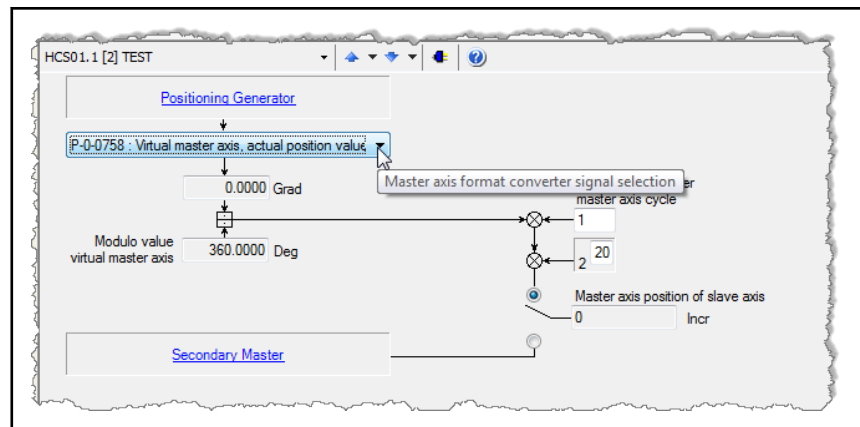 HCS01.1 [2] TEST
Positioning Generator
P-0-0758 : Virtual master axis, actual position value
Master axis format converter signal selection
0.0000 Grad
er
master axis cycle
1
Modulo value
virtual master axis
360.0000 Deg
2 20
Master axis position of slave axis
0 Incr
Secondary Master